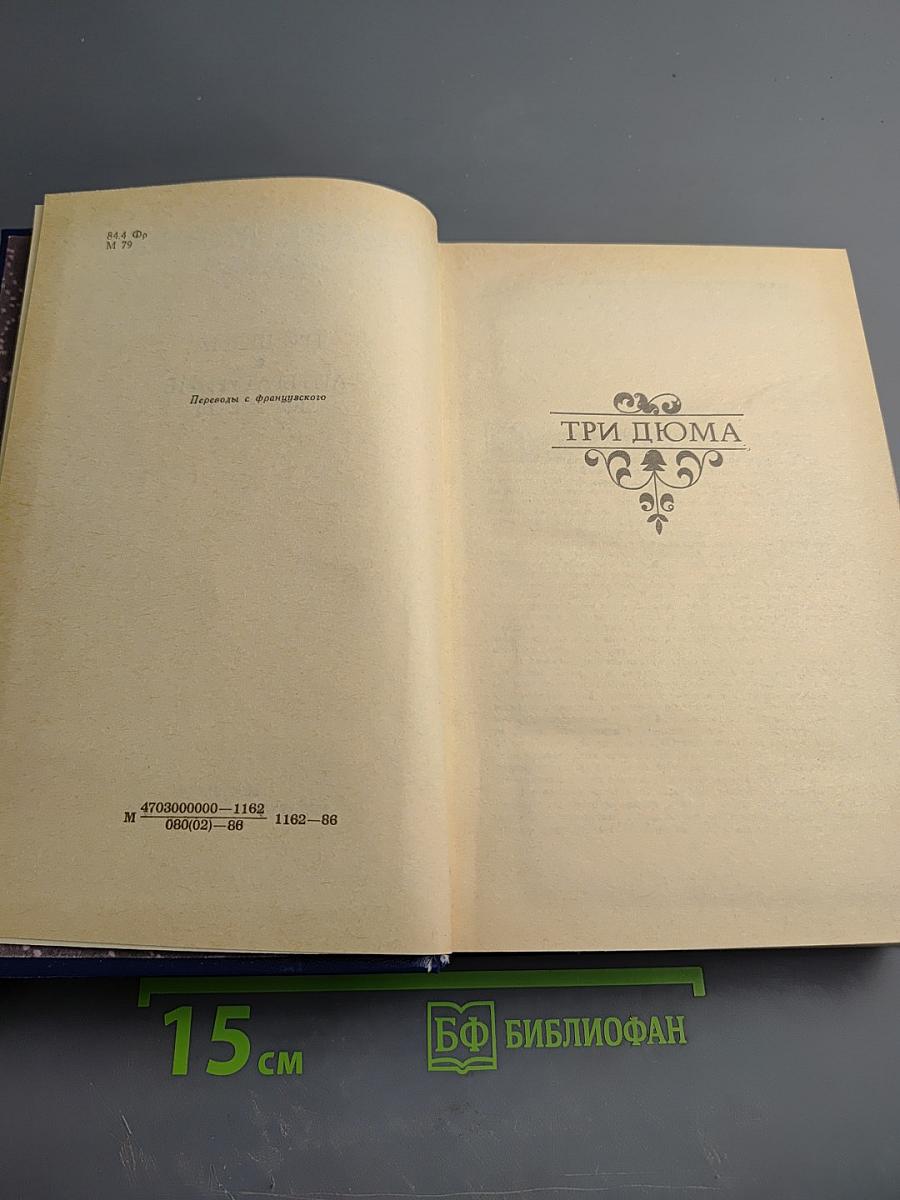 84.4 Фр
М 79
Переводы с французского
М 4703000000—1162
080(02)—86
1162—86
ТРИ ДЮМА
15 см
БФ БИБЛИОФАН